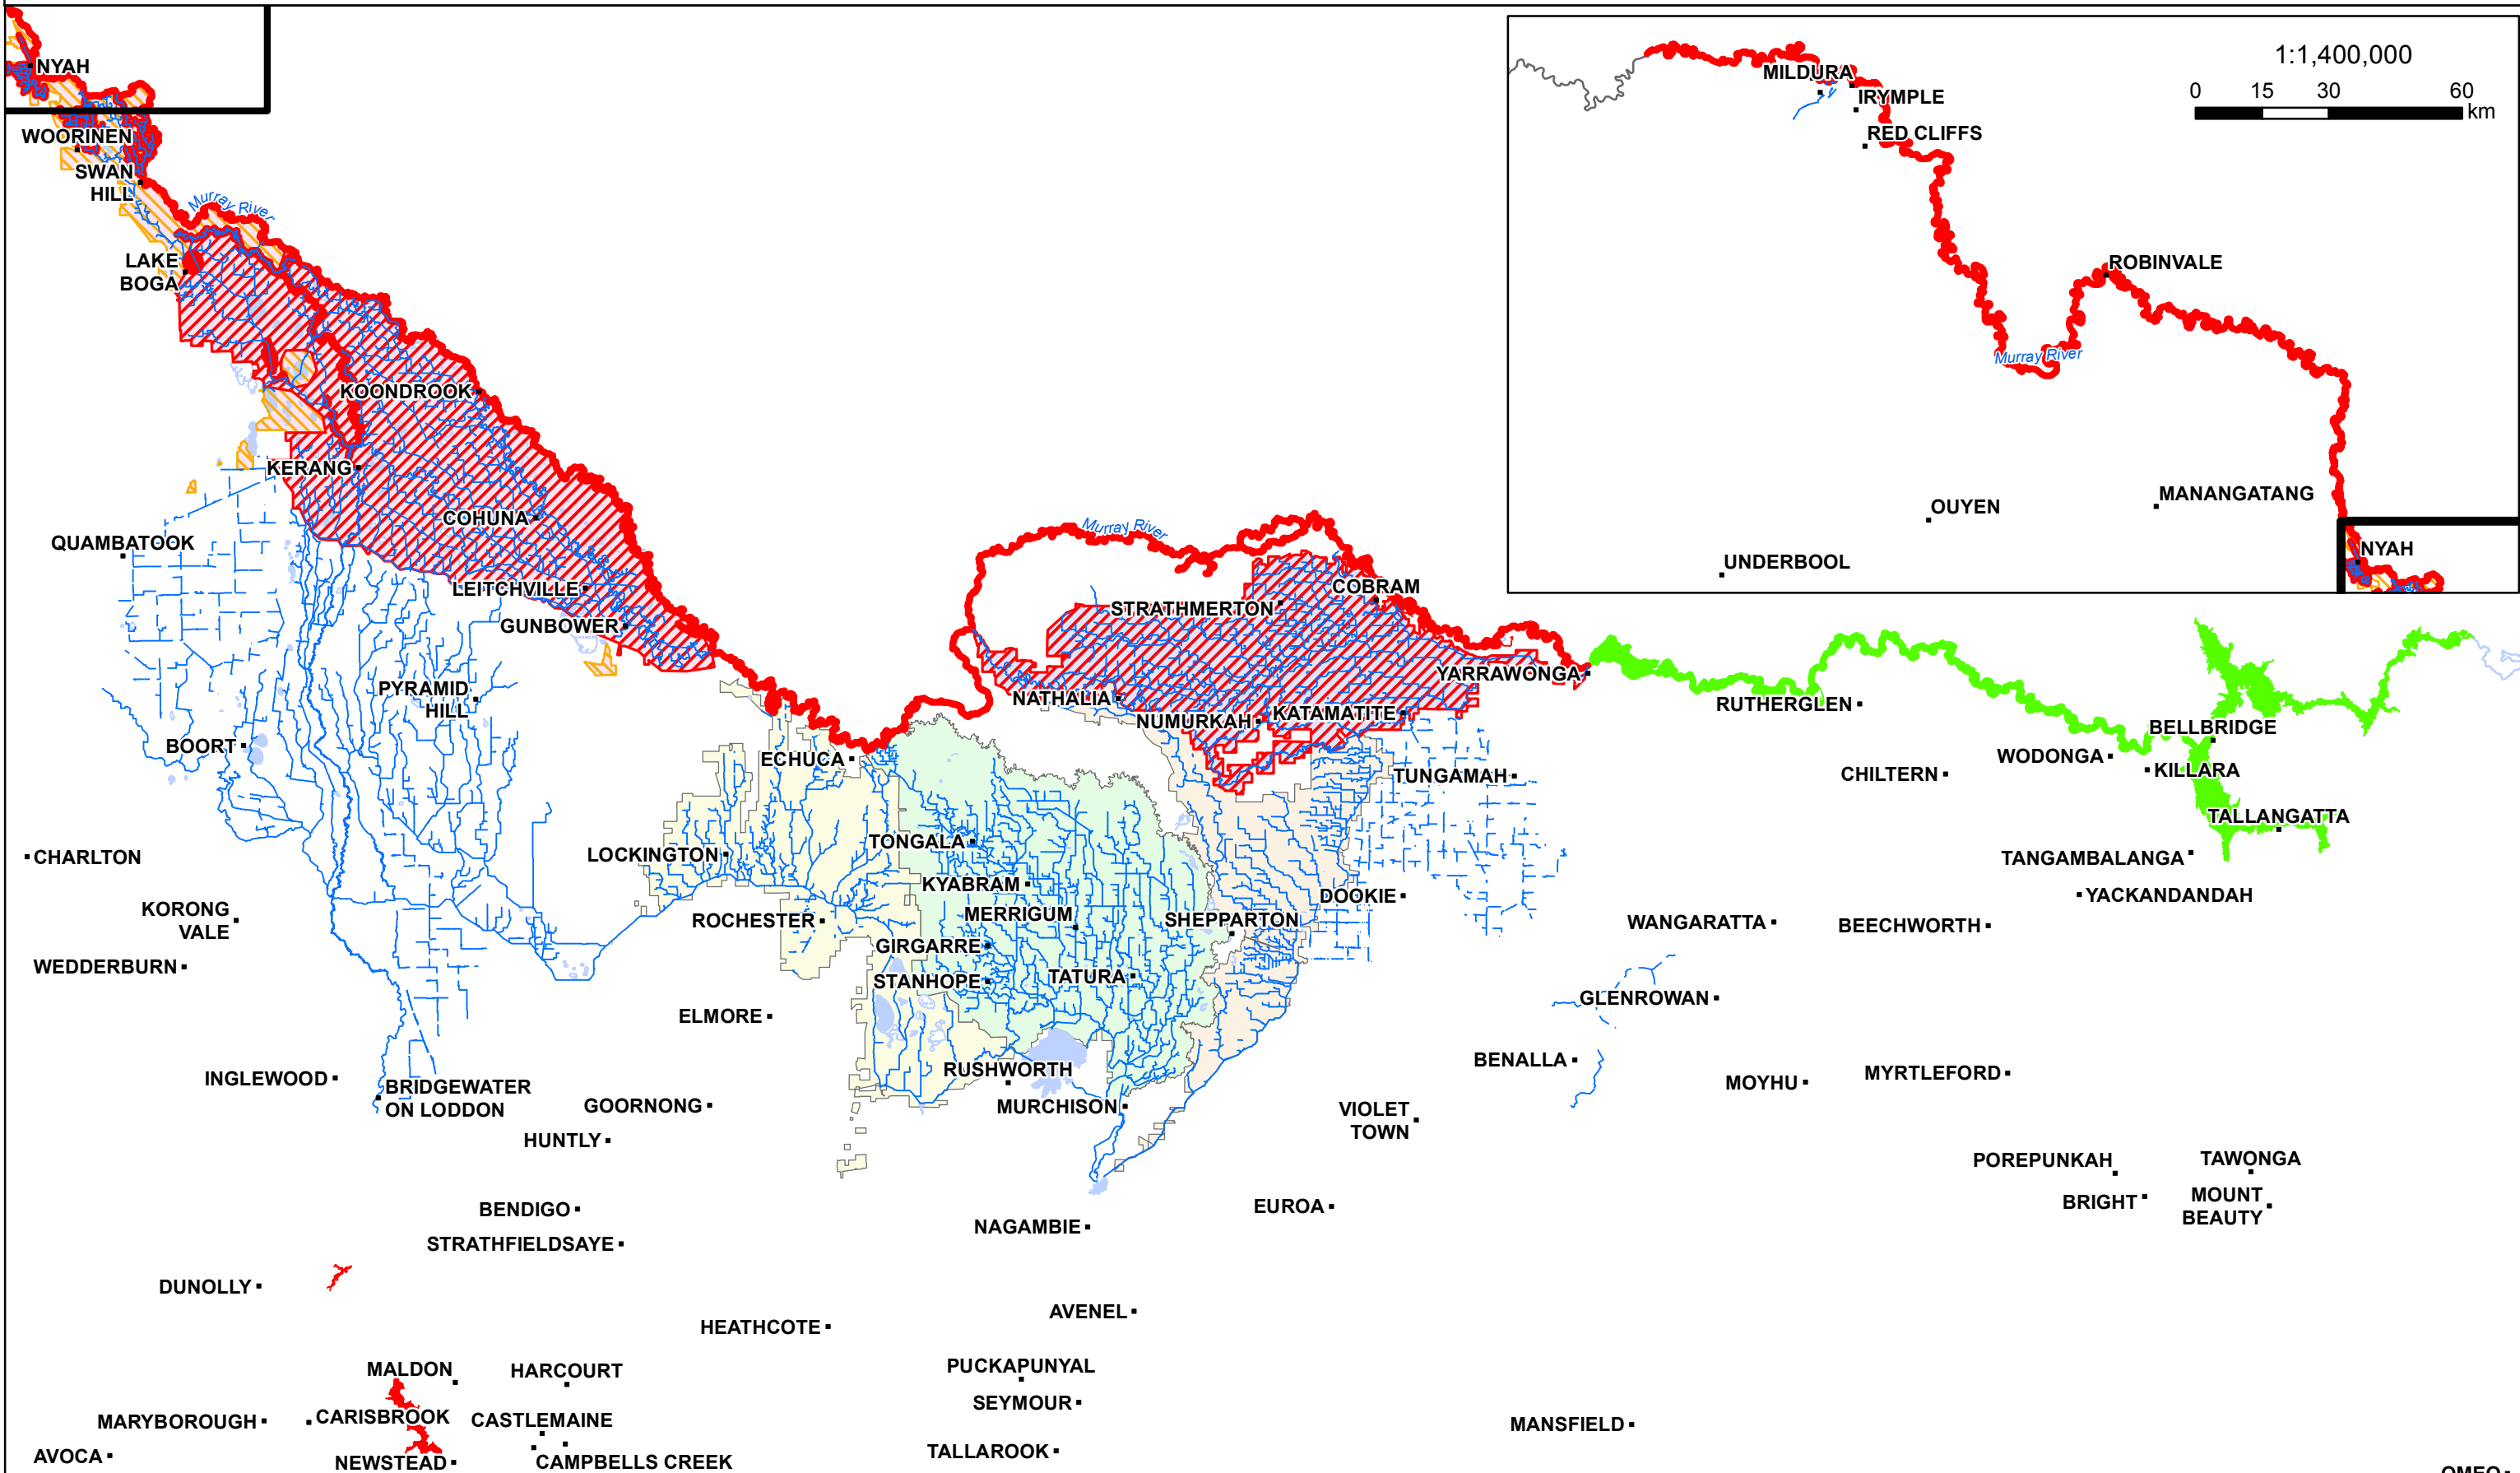 NYAH
WOORINEN
SWAN
HILL
Murray River
LAKE
BOGA
KOONDROOK
KERANG
COHUNA
QUAMBATOOK
LEITCHVILLE
GUNBOWER
PYRAMID
HILL
BOORT
CHARLTON
KORONG
VALE
WEDDERBURN
INGLEWOOD
BRIDGEWATER
ON LODDON
GOORNONG
HUNTLY
BENDIGO
STRATHFIELDSAYE
DUNOLLY
HEATHCOTE
MALDON
HARCOURT
MARYBOROUGH
CARISBROOK
CASTLEMAINE
AVOCA
NEWSTEAD
CAMPBELLS CREEK
Murray River
STRATHMERTON
COBRAM
NATHALIA
NUMURKAH
KATAMATITE
YARRAWONGA
ECHUCA
TUNGAMAH
LOCKINGTON
TONGALA
KYABRAM
ROCHESTER
MERRIGUM
SHEPPARTON
DOOKIE
GIRGARRE
STANHOPE
TATURA
ELMORE
RUSHWORTH
MURCHISON
VIOLET
TOWN
NAGAMBIE
EUROA
AVENEL
PUCKAPUNYAL
SEYMOUR
TALLAROOK
RUTHERGLEN
BELLBRIDGE
WODONGA
KILLARA
CHILTERN
TALLANGATTA
TANGAMBALANGA
YACKANDANDAH
WANGARATTA
BEECHWORTH
GLENROWAN
BENALLA
MOYHU
MYRTLEFORD
POREPUNKAH
TAWONGA
BRIGHT
MOUNT
BEAUTY
MANSFIELD
OMEO
1:1,400,000
0 15 30 60
km
MILDURA
IRYMPLE
RED CLIFFS
ROBINVALE
Murray River
OUYEN
MANANGATANG
UNDERBOOL
NYAH